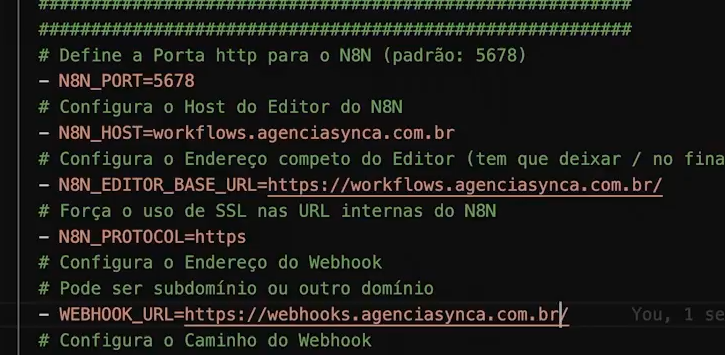 ########################################################
########################################################
# Define a Porta http para o N8N (padrão: 5678)
- N8N_PORT=5678
# Configura o Host do Editor do N8N
- N8N_HOST=workflows.agenciasynca.com.br
# Configura o Endereço competo do Editor (tem que deixar / no fina
- N8N_EDITOR_BASE_URL=https://workflows.agenciasynca.com.br/
# Força o uso de SSL nas URL internas do N8N
- N8N_PROTOCOL=https
# Configura o Endereço do Webhook
# Pode ser subdomínio ou outro domínio
- WEBHOOK_URL=https://webhooks.agenciasynca.com.br/ You, 1 se
# Configura o Caminho do Webhook